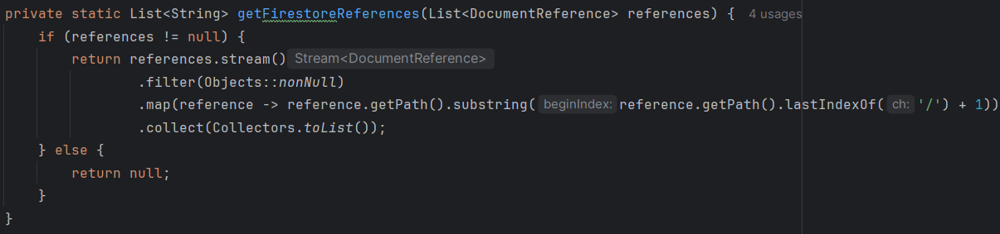 private static List<String> getFirestoreReferences(List<DocumentReference> references) { 4 usages
    if (references != null) {
        return references.stream() Stream<DocumentReference>
                .filter(Objects::nonNull)
                .map(reference -> reference.getPath().substring( beginIndex: reference.getPath().lastIndexOf( ch: '/') + 1))
                .collect(Collectors.toList());
    } else {
        return null;
    }
}